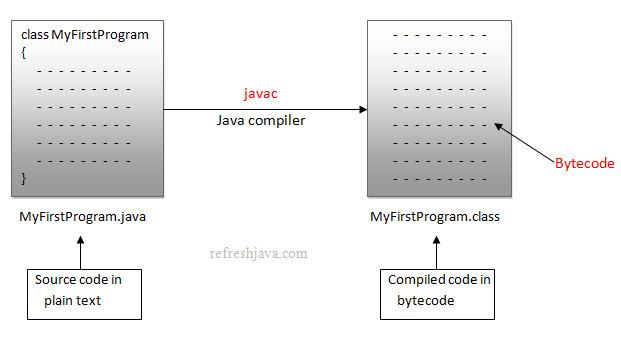 class MyFirstProgram
{
- - - - - - - - -
- - - - - - - - -
- - - - - - - - -
- - - - - - - - -
- - - - - - - - -
- - - - - - - - -
}
MyFirstProgram.java
Source code in
plain text
javac
Java compiler
- - - - - - - - -
- - - - - - - - -
- - - - - - - - -
- - - - - - - - -
- - - - - - - - -
- - - - - - - - -
- - - - - - - - -
- - - - - - - - -
- - - - - - - - -
Bytecode
MyFirstProgram.class
Compiled code in
bytecode
refreshjava.com